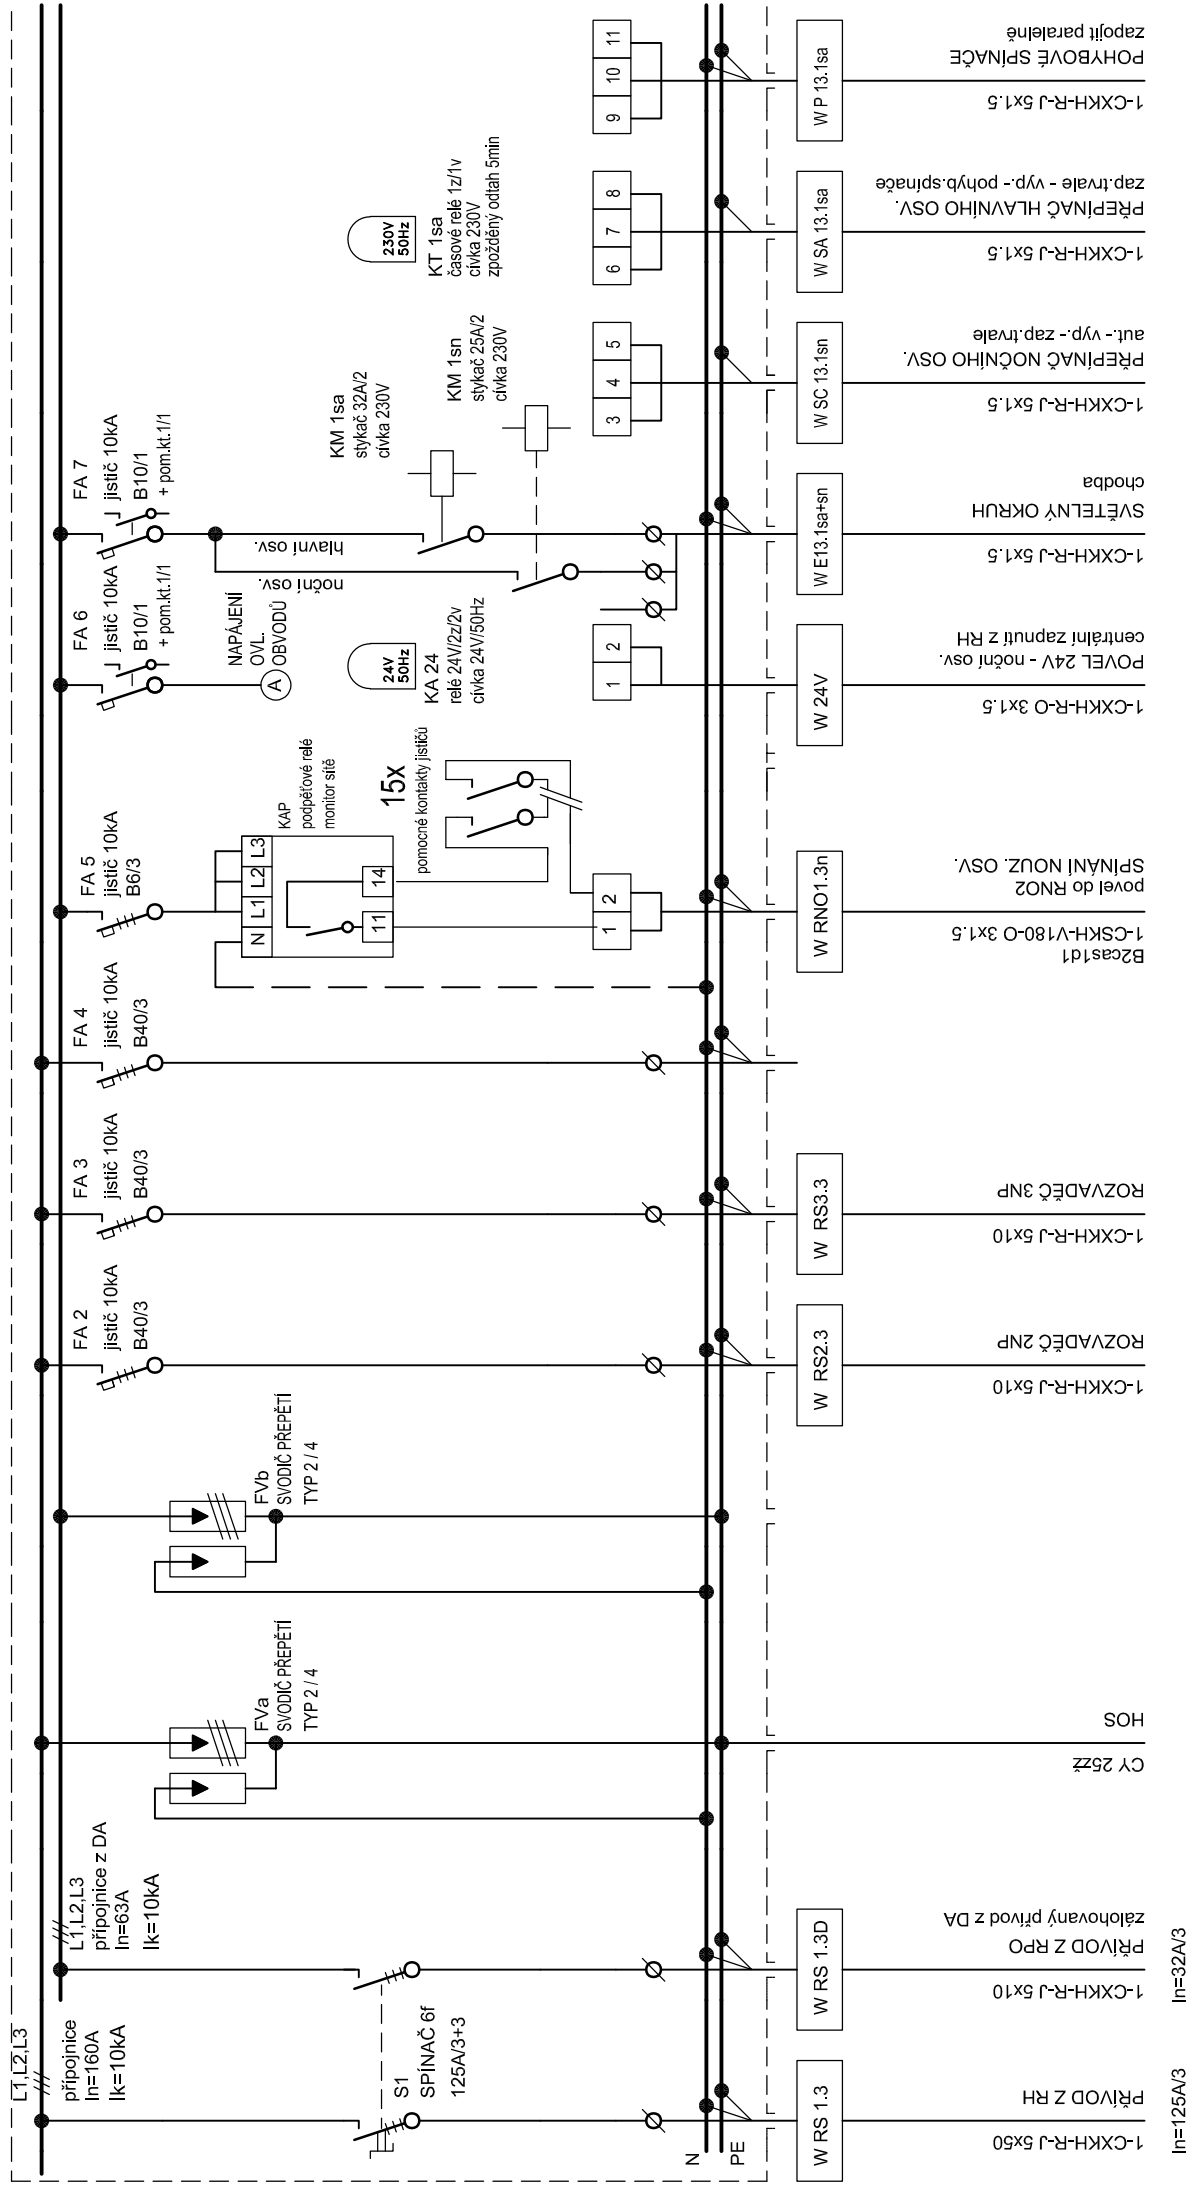 L1,L2,L3
přípojnice
In=160A
Ik=10kA
L1,L2,L3
přípojnice z DA
In=63A
Ik=10kA
S1
SPÍNAČ 6f
125A/3+3
FVa
SVODIČ PŘEPĚTÍ
TYP 2 / 4
FVb
SVODIČ PŘEPĚTÍ
TYP 2 / 4
FA 2
jistič 10kA
B40/3
FA 3
jistič 10kA
B40/3
FA 4
jistič 10kA
B40/3
FA 5
jistič 10kA
B6/3
N
L1
L2
L3
11
14
KAP
podpěťové relé
monitor sítě
15x
pomocné kontakty jističů
1
2
FA 6
jistič 10kA
B10/1
+ pom.kt.1/1
A
NAPÁJENÍ
OVL.
OBVODŮ
24V
50Hz
KA 24
relé 24V/2z/2v
cívka 24V/50Hz
1
2
FA 7
jistič 10kA
B10/1
+ pom.kt.1/1
noční osv.
hlavní osv.
KM 1sa
stykač 32A/2
cívka 230V
KM 1sn
stykač 25A/2
cívka 230V
230V
50Hz
KT 1sa
časové relé 1z/1v
cívka 230V
zpožděný odtah 5min
3
4
5
6
7
8
9
10
11
N
PE
W RS 1.3
1-CXKH-R-J 5x50
PŘÍVOD Z RH
In=125A/3
W RS 1.3D
1-CXKH-R-J 5x10
PŘÍVOD Z RPO
zálohovaný přívod z DA
In=32A/3
CY 25zž
HOS
W RS2.3
1-CXKH-R-J 5x10
ROZVADĚČ 2NP
W RS3.3
1-CXKH-R-J 5x10
ROZVADĚČ 3NP
W RNO1.3n
B2cas1d1
1-CSKH-V180-O 3x1.5
povel do RNO2
SPÍNÁNÍ NOUZ. OSV.
W 24V
1-CXKH-R-O 3x1.5
POVEL 24V - noční osv.
centrální zapnutí z RH
W E13.1sa+sn
1-CXKH-R-J 5x1.5
SVĚTELNÝ OKRUH
chodba
W SC 13.1sn
1-CXKH-R-J 5x1.5
PŘEPÍNAČ NOČNÍHO OSV.
aut.- vyp.- zap.trvale
W SA 13.1sa
1-CXKH-R-J 5x1.5
PŘEPÍNAČ HLAVNÍHO OSV.
zap.trvale - vyp.- pohyb.spínače
W P 13.1sa
1-CXKH-R-J 5x1.5
POHYBOVÉ SPÍNAČE
zapojit paralelně